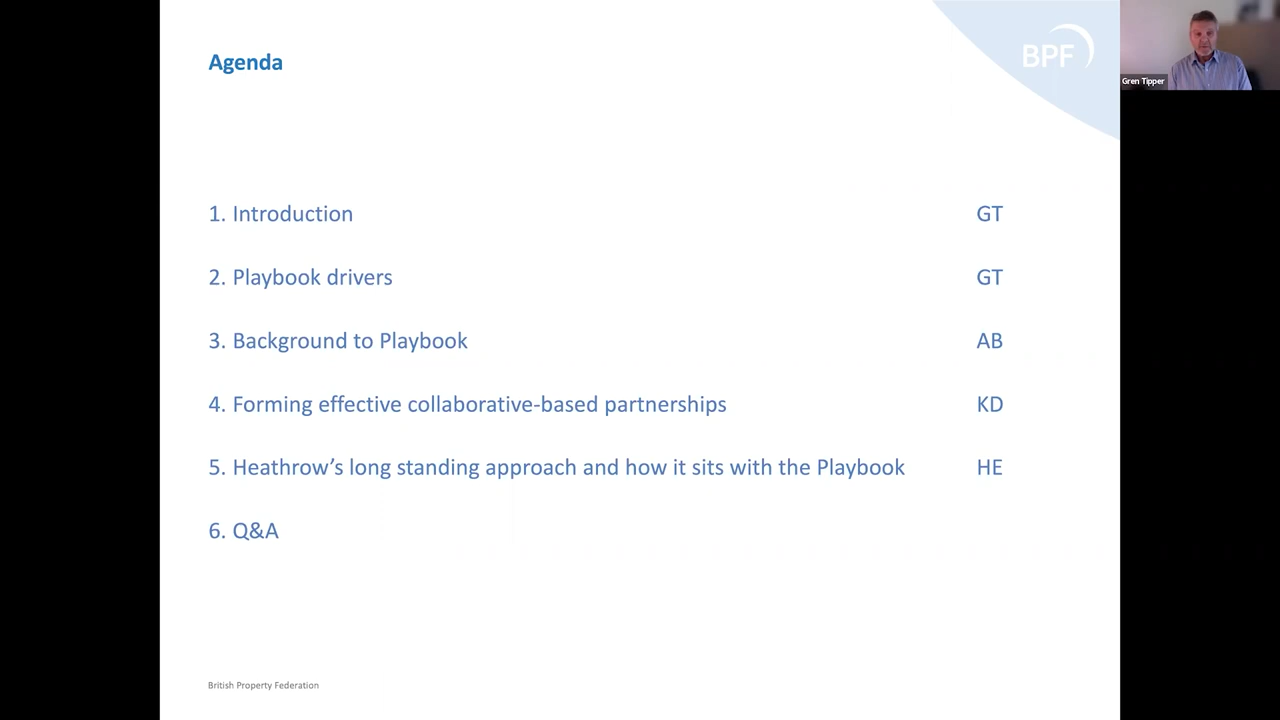 Agenda
BPF
Gren Tipper
1. Introduction GT
2. Playbook drivers GT
3. Background to Playbook AB
4. Forming effective collaborative-based partnerships KD
5. Heathrow’s long standing approach and how it sits with the Playbook HE
6. Q&A
British Property Federation